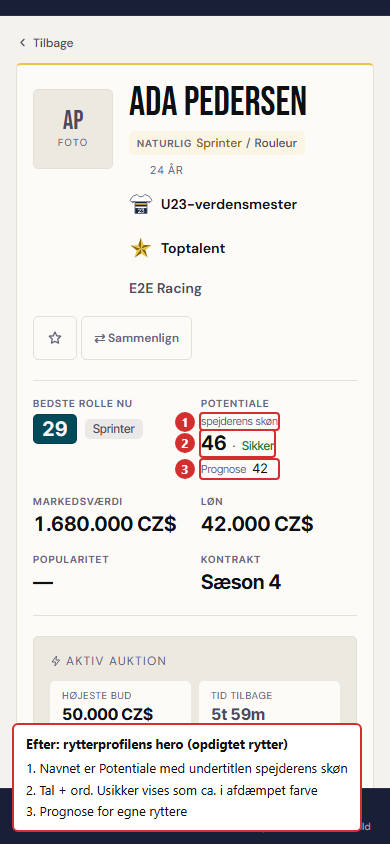 Tilbage
AP
FOTO
ADA PEDERSEN
NATURLIG Sprinter / Rouleur
24 ÅR
23
U23-verdensmester
Toptalent
E2E Racing
Sammenlign
BEDSTE ROLLE NU
29 Sprinter
POTENTIALE
1 spejderens skøn
2 46 · Sikker
3 Prognose 42
MARKEDSVÆRDI
1.680.000 CZ$
LØN
42.000 CZ$
POPULARITET
—
KONTRAKT
Sæson 4
AKTIV AUKTION
HØJESTE BUD
50.000 CZ$
TID TILBAGE
5t 59m
Efter: rytterprofilens hero (opdigtet rytter)
1. Navnet er Potentiale med undertitlen spejderens skøn
2. Tal + ord. Usikker vises som ca. i afdæmpet farve
3. Prognose for egne ryttere